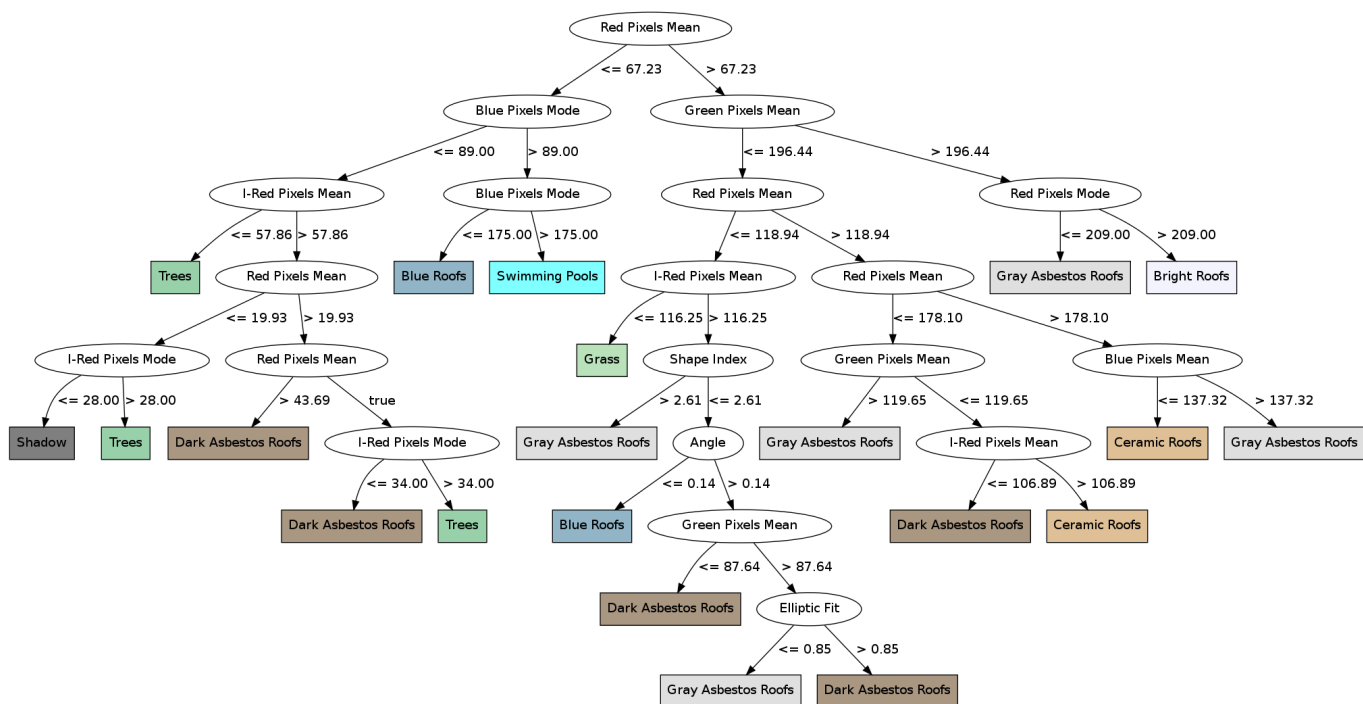 Red Pixels Mean
<= 67.23 > 67.23
Blue Pixels Mode Green Pixels Mean
<= 89.00 > 89.00 <= 196.44 > 196.44
I-Red Pixels Mean Blue Pixels Mode Red Pixels Mean Red Pixels Mode
<= 57.86 > 57.86 <= 175.00 > 175.00 <= 118.94 > 118.94 <= 209.00 > 209.00
Trees Red Pixels Mean Blue Roofs Swimming Pools I-Red Pixels Mean Red Pixels Mean Gray Asbestos Roofs Bright Roofs
<= 19.93 > 19.93 <= 116.25 > 116.25 <= 178.10 > 178.10
I-Red Pixels Mode Red Pixels Mean Grass Shape Index Green Pixels Mean Blue Pixels Mean
<= 28.00 > 28.00 > 43.69 true > 2.61 <= 2.61 > 119.65 <= 119.65 <= 137.32 > 137.32
Shadow Trees Dark Asbestos Roofs I-Red Pixels Mode Gray Asbestos Roofs Angle Gray Asbestos Roofs I-Red Pixels Mean Ceramic Roofs Gray Asbestos Roofs
<= 34.00 > 34.00 <= 0.14 > 0.14 <= 106.89 > 106.89
Dark Asbestos Roofs Trees Blue Roofs Green Pixels Mean Dark Asbestos Roofs Ceramic Roofs
<= 87.64 > 87.64
Dark Asbestos Roofs Elliptic Fit
<= 0.85 > 0.85
Gray Asbestos Roofs Dark Asbestos Roofs